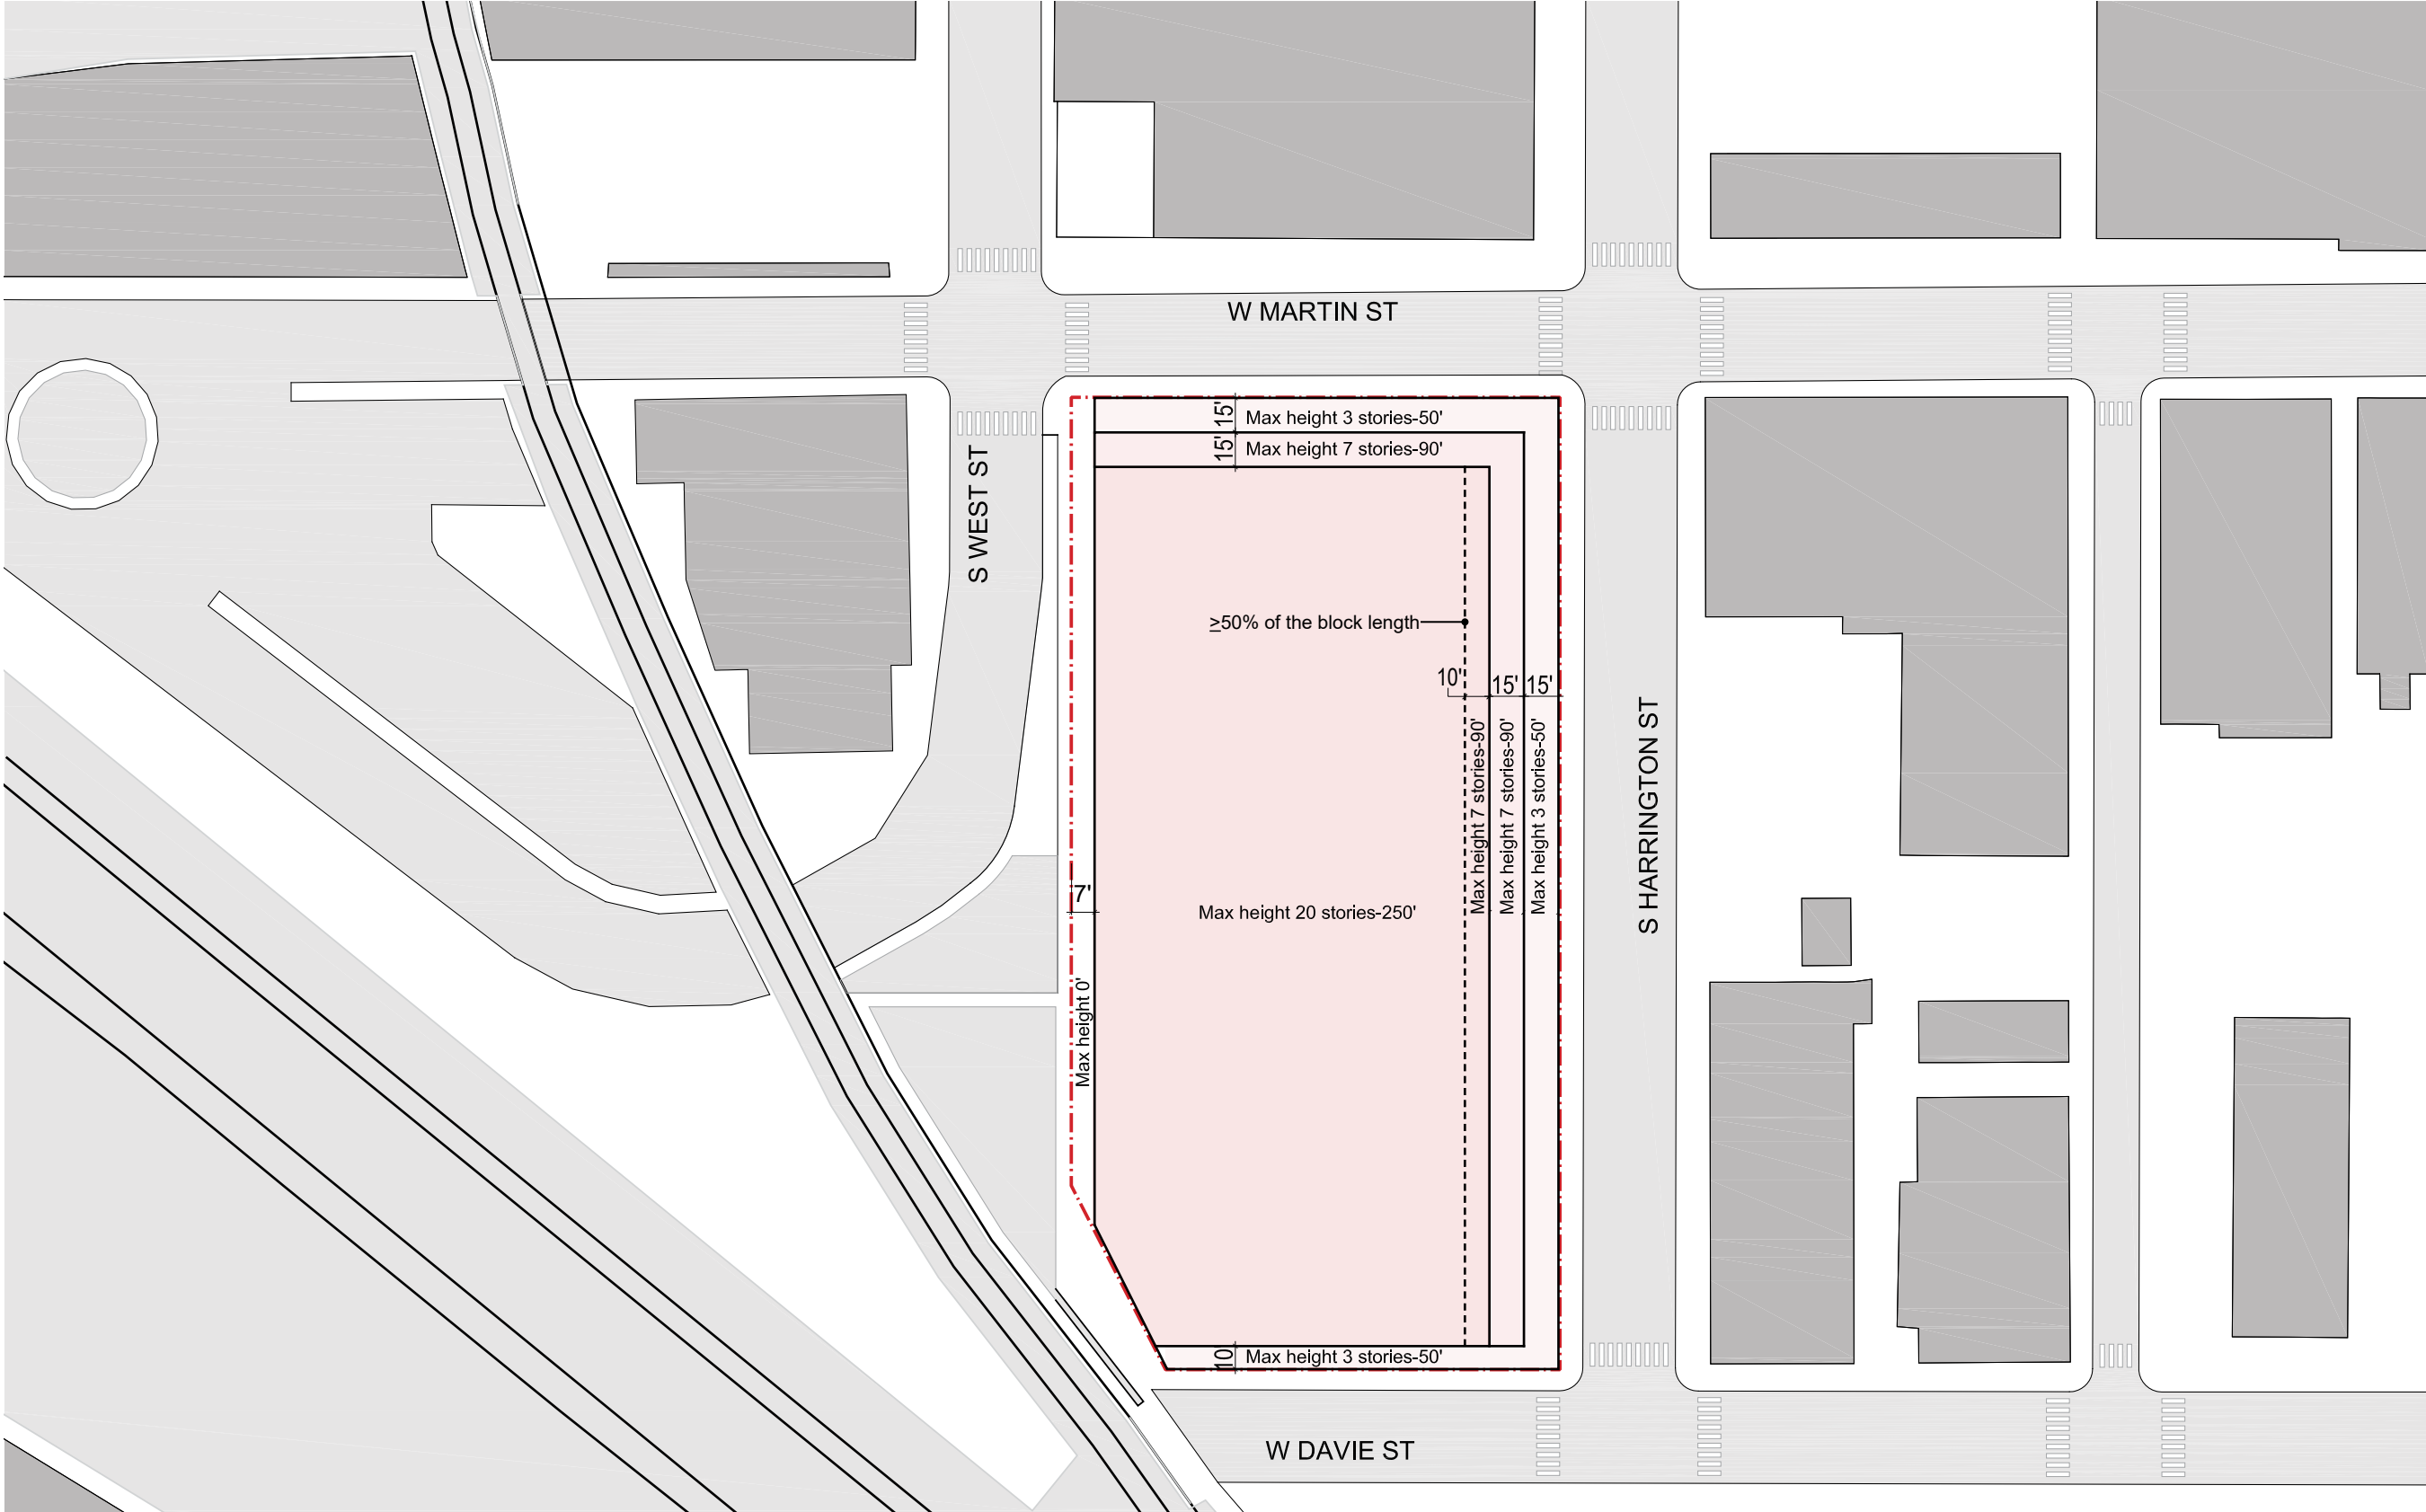 W MARTIN ST
15'
Max height 3 stories-50'
15'
Max height 7 stories-90'
S WEST ST
≥50% of the block length
10'
15'
15'
Max height 7 stories-90'
Max height 7 stories-90'
Max height 3 stories-50'
S HARRINGTON ST
7'
Max height 20 stories-250'
Max height 0'
10'
Max height 3 stories-50'
W DAVIE ST